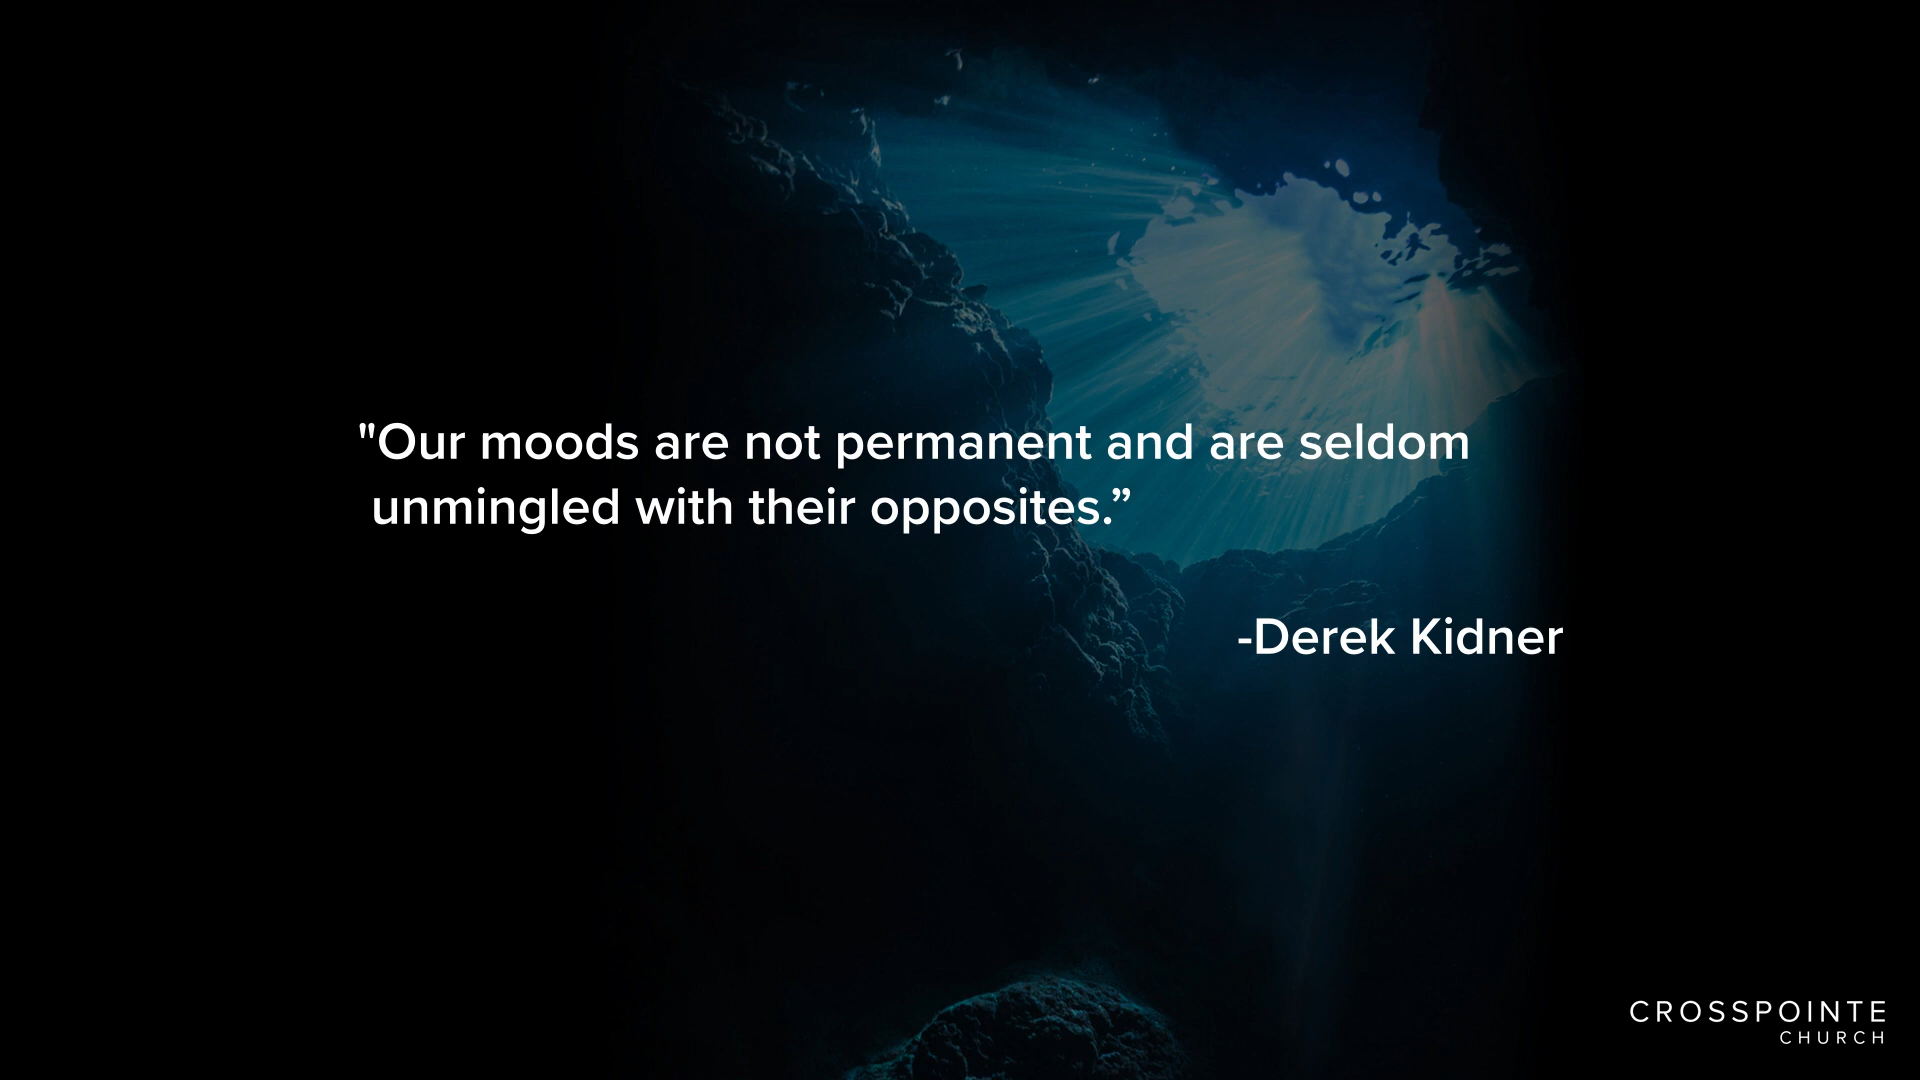 "Our moods are not permanent and are seldom
unmingled with their opposites.”
-Derek Kidner
CROSSPOINTE
CHURCH